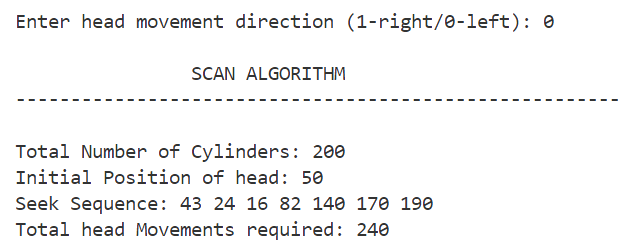 Enter head movement direction (1-right/0-left): 0
SCAN ALGORITHM
-------------------------------------------------------
Total Number of Cylinders: 200
Initial Position of head: 50
Seek Sequence: 43 24 16 82 140 170 190
Total head Movements required: 240